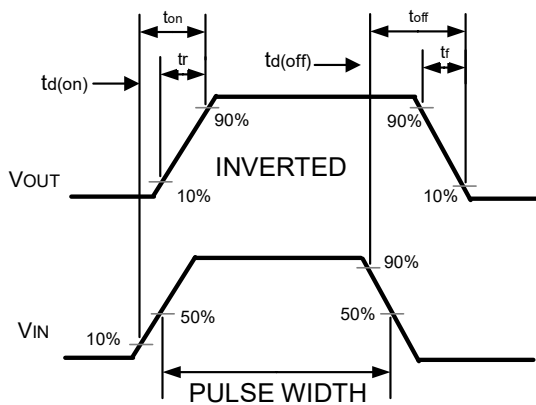 ton toff
tr tf
td(on) td(off)
90% 90%
INVERTED
VOUT
10% 10%
90%
50% 50%
VIN
10%
PULSE WIDTH